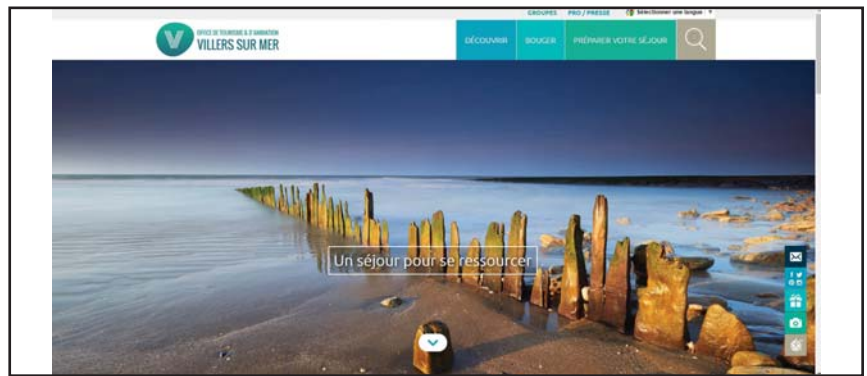 GROUPES PRO / PRESSE Sélectionner une langue
OFFICE DE TOURISME & D'ANIMATION
VILLERS SUR MER
DÉCOUVRIR BOUGER PRÉPARER VOTRE SÉJOUR
Un séjour pour se ressourcer